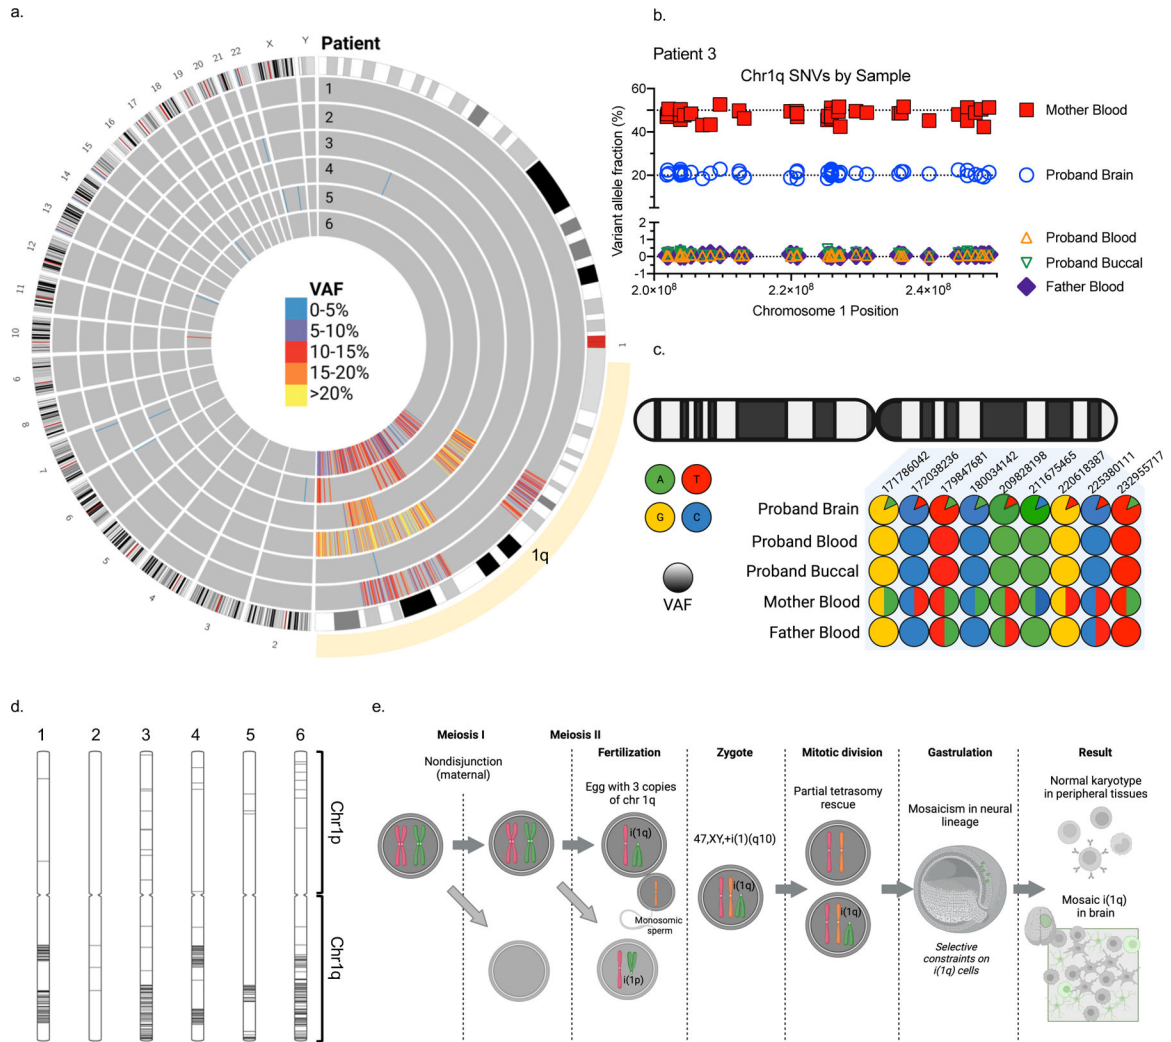 a.
Patient
1
2
3
4
5
6
VAF
0-5%
5-10%
10-15%
15-20%
>20%
1
1q
2
3
4
5
6
7
8
9
10
11
12
13
14
15
16
17
18
19
20
21
22
X
Y
b.
Patient 3
Chr1q SNVs by Sample
Variant allele fraction (%)
60
40
20
2
1
0
-1
2.0×10⁸
2.2×10⁸
2.4×10⁸
Chromosome 1 Position
Mother Blood
Proband Brain
Proband Blood
Proband Buccal
Father Blood
c.
A
T
G
C
VAF
171786042
172038236
179847681
180034142
209828198
211675465
220618387
225380111
232955717
Proband Brain
Proband Blood
Proband Buccal
Mother Blood
Father Blood
d.
1
2
3
4
5
6
Chr1p
Chr1q
e.
Meiosis I
Meiosis II
Fertilization
Zygote
Mitotic division
Gastrulation
Result
Nondisjunction
(maternal)
Egg with 3 copies
of chr 1q
i(1q)
Monosomic
sperm
i(1p)
47,XY,+i(1)(q10)
i(1q)
Partial tetrasomy
rescue
i(1q)
Mosaicism in neural
lineage
Selective
constraints on
i(1q) cells
Normal karyotype
in peripheral tissues
Mosaic i(1q)
in brain